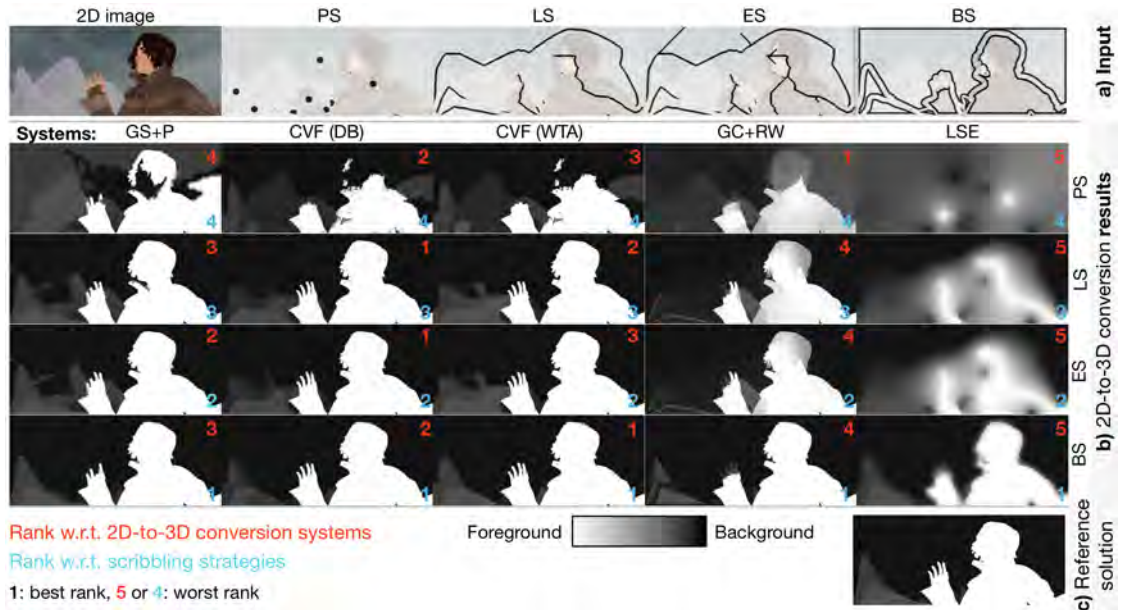 2D image PS LS ES BS
a) Input
Systems: GS+P CVF (DB) CVF (WTA) GC+RW LSE
4 2 3 1 5
4 4 4 4 4
PS
3 1 2 4 5
3 3 3 3 2
LS
2 1 3 4 5
2 2 2 2 2
ES
3 2 1 4 5
1 1 1 1 1
BS
b) 2D-to-3D conversion results
Rank w.r.t. 2D-to-3D conversion systems
Foreground Background
Rank w.r.t. scribbling strategies
1: best rank, 5 or 4: worst rank
c) Reference
solution